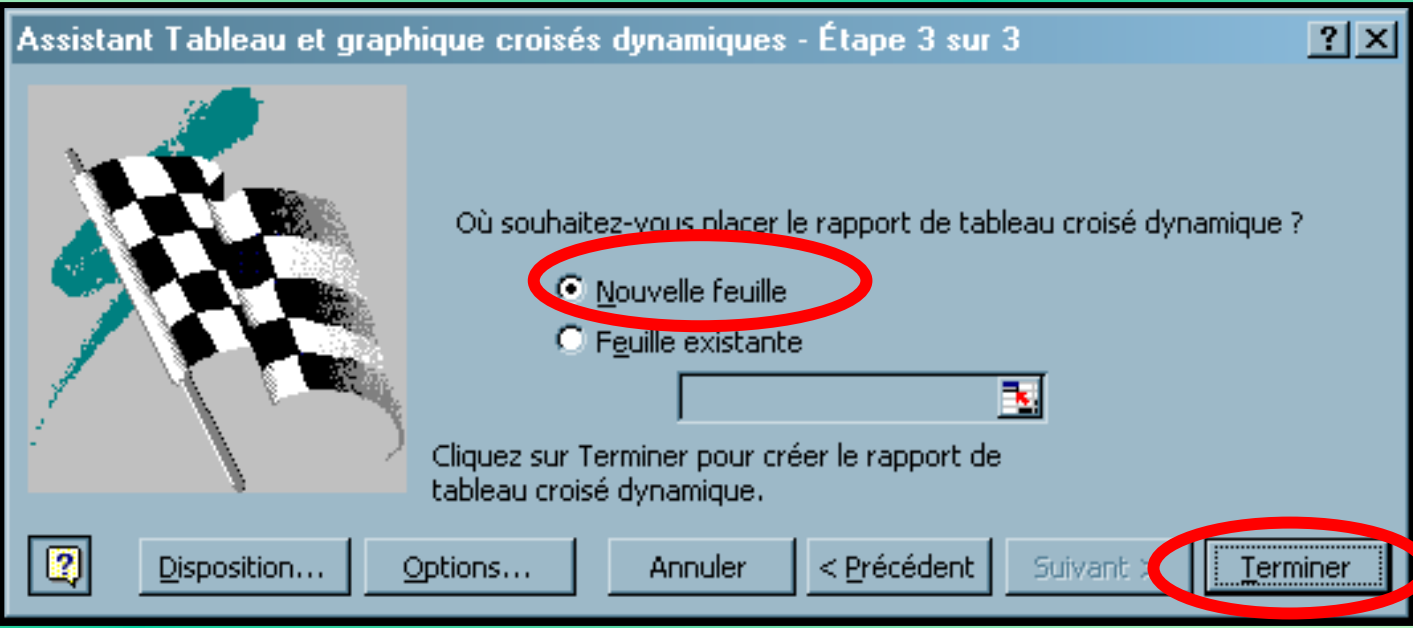 Assistant Tableau et graphique croisés dynamiques - Étape 3 sur 3
Où souhaitez-vous placer le rapport de tableau croisé dynamique ?
Nouvelle feuille
Feuille existante
Cliquez sur Terminer pour créer le rapport de
tableau croisé dynamique.
Disposition... Options... Annuler < Précédent Suivant > Terminer